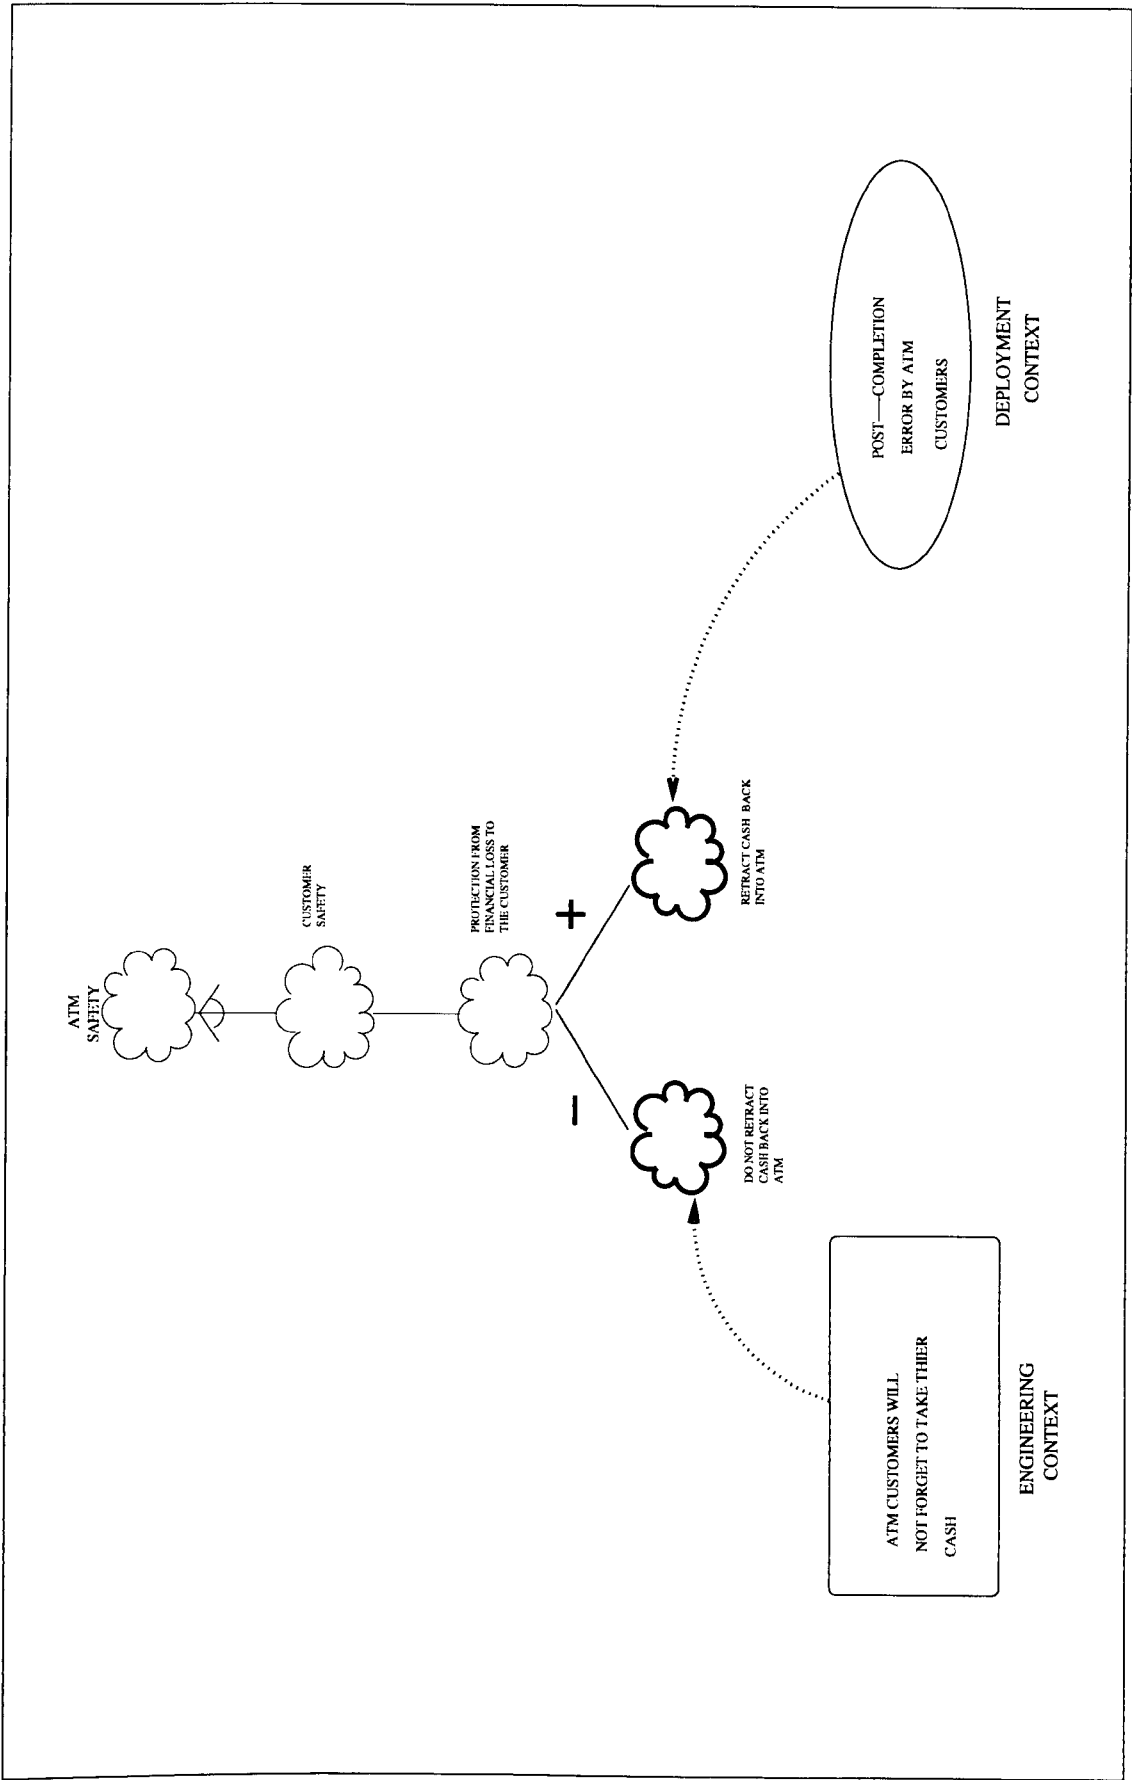 ATM
SAFETY
CUSTOMER
SAFETY
PROTECTION FROM
FINANCIAL LOSS TO
THE CUSTOMER
-
+
DO NOT RETRACT
CASH BACK INTO
ATM
RETRACT CASH BACK
INTO ATM
ATM CUSTOMERS WILL
NOT FORGET TO TAKE THIER
CASH
ENGINEERING
CONTEXT
POST—-COMPLETION
ERROR BY ATM
CUSTOMERS
DEPLOYMENT
CONTEXT